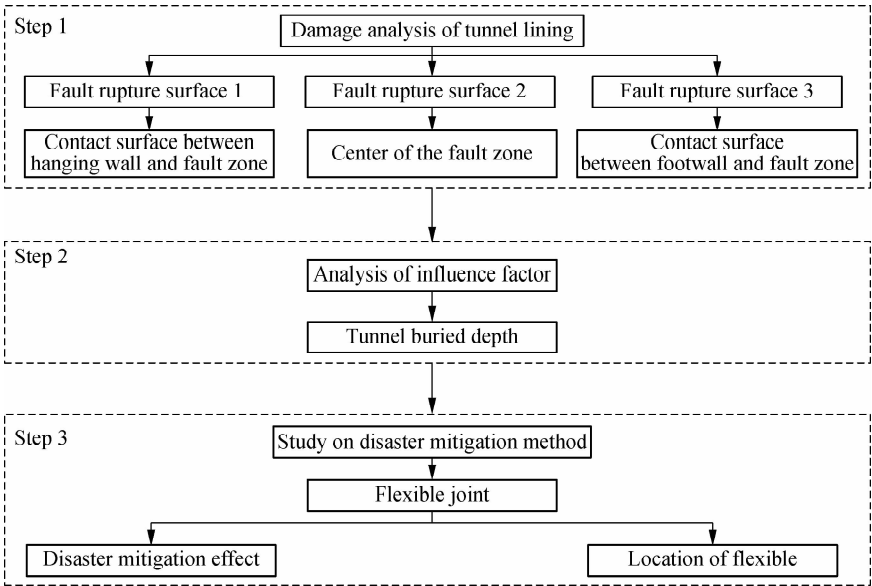 Step 1
Damage analysis of tunnel lining
Fault rupture surface 1
Fault rupture surface 2
Fault rupture surface 3
Contact surface between
hanging wall and fault zone
Center of the fault zone
Contact surface
between footwall and fault zone
Step 2
Analysis of influence factor
Tunnel buried depth
Step 3
Study on disaster mitigation method
Flexible joint
Disaster mitigation effect
Location of flexible